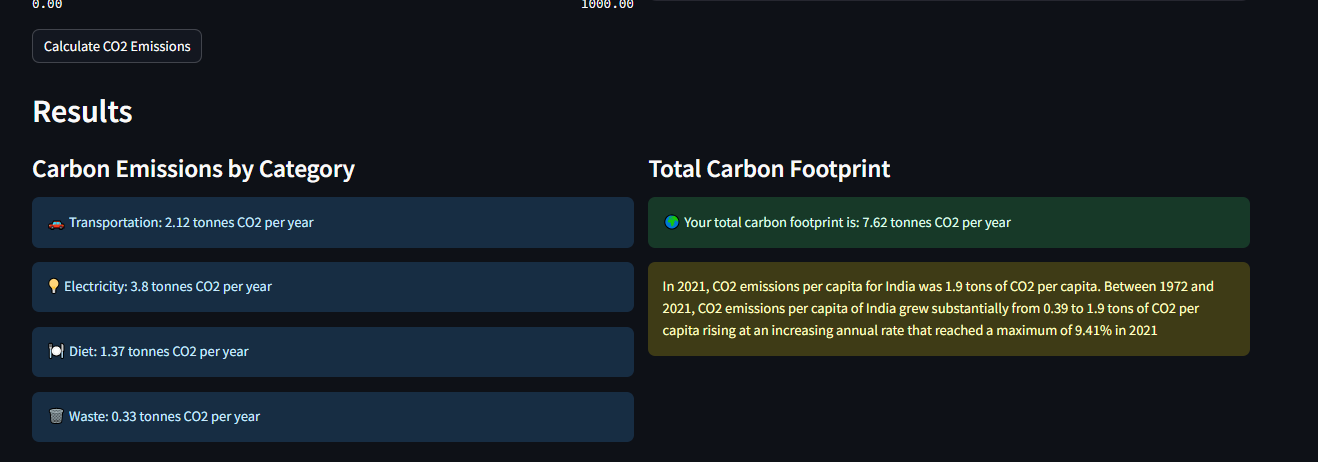 0.00 1000.00
Calculate CO2 Emissions
Results
Carbon Emissions by Category
Transportation: 2.12 tonnes CO2 per year
Electricity: 3.8 tonnes CO2 per year
Diet: 1.37 tonnes CO2 per year
Waste: 0.33 tonnes CO2 per year
Total Carbon Footprint
Your total carbon footprint is: 7.62 tonnes CO2 per year
In 2021, CO2 emissions per capita for India was 1.9 tons of CO2 per capita. Between 1972 and
2021, CO2 emissions per capita of India grew substantially from 0.39 to 1.9 tons of CO2 per
capita rising at an increasing annual rate that reached a maximum of 9.41% in 2021